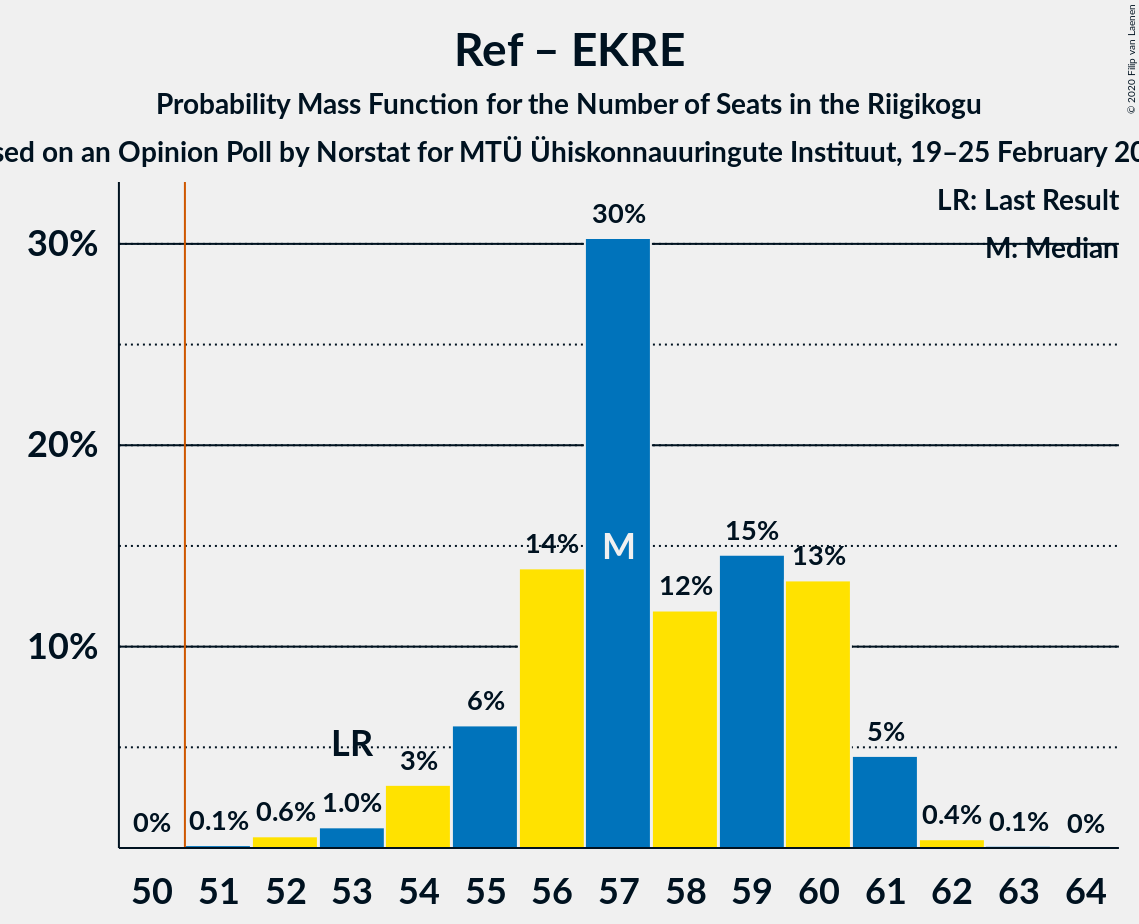 Ref – EKRE
Probability Mass Function for the Number of Seats in the Riigikogu
sed on an Opinion Poll by Norstat for MTÜ Ühiskonnauuringute Instituut, 19–25 February 20
© 2020 Filip van Laenen
LR: Last Result
M: Median
30%
20%
10%
0%
0.1%
0.6%
1.0%
LR
3%
6%
14%
30%
M
12%
15%
13%
5%
0.4%
0.1%
0%
50 51 52 53 54 55 56 57 58 59 60 61 62 63 64